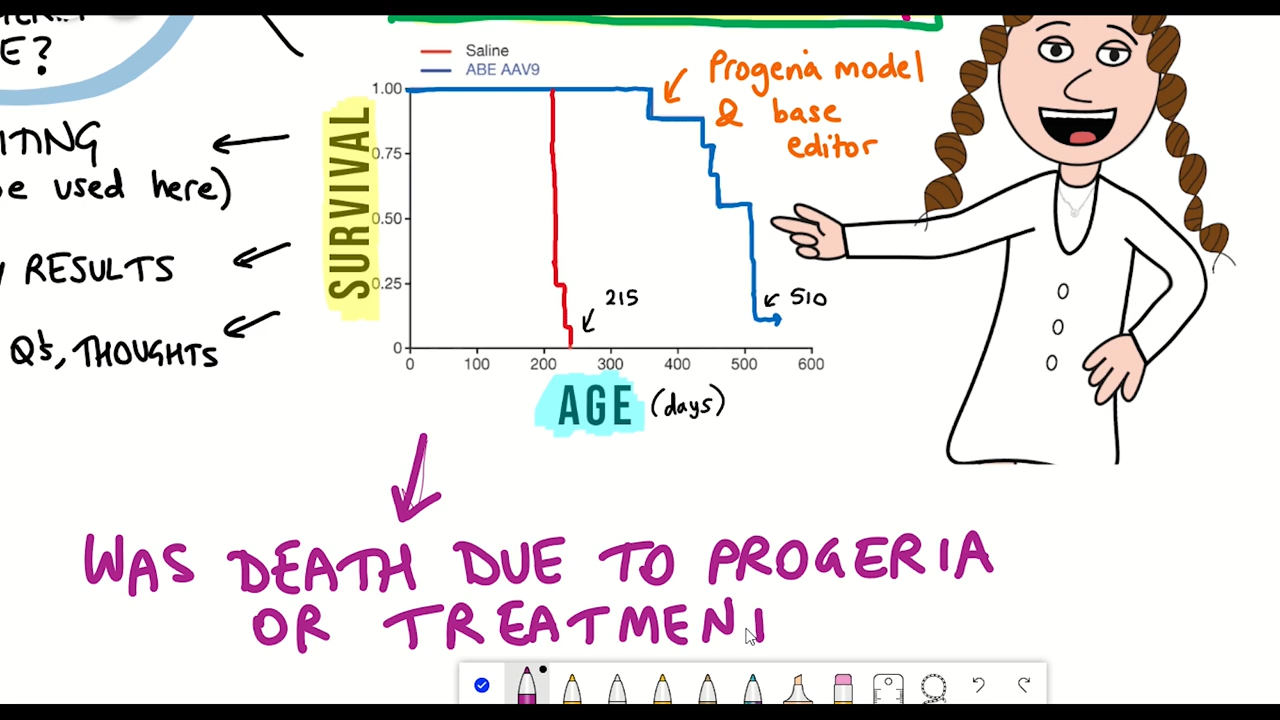 E?
ITING
be used here)
RESULTS
Q's, THOUGHTS
Saline
ABE AAV9
SURVIVAL
1.00
0.75
0.50
0.25
0
0 100 200 300 400 500 600
AGE (days)
215
510
Progeria model
& base
editor
WAS DEATH DUE TO PROGERIA
OR TREATMEN